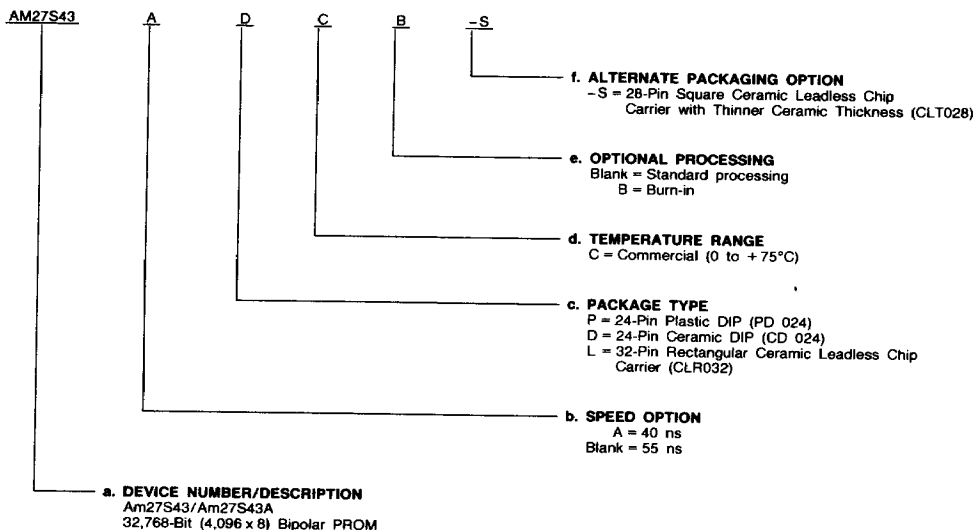 AM27S43 A D C B -S
f. ALTERNATE PACKAGING OPTION
-S = 28-Pin Square Ceramic Leadless Chip
Carrier with Thinner Ceramic Thickness (CLT028)
e. OPTIONAL PROCESSING
Blank = Standard processing
B = Burn-in
d. TEMPERATURE RANGE
C = Commercial (0 to +75°C)
c. PACKAGE TYPE
P = 24-Pin Plastic DIP (PD 024)
D = 24-Pin Ceramic DIP (CD 024)
L = 32-Pin Rectangular Ceramic Leadless Chip
Carrier (CLR032)
b. SPEED OPTION
A = 40 ns
Blank = 55 ns
a. DEVICE NUMBER/DESCRIPTION
Am27S43/Am27S43A
32,768-Bit (4,096 x 8) Bipolar PROM